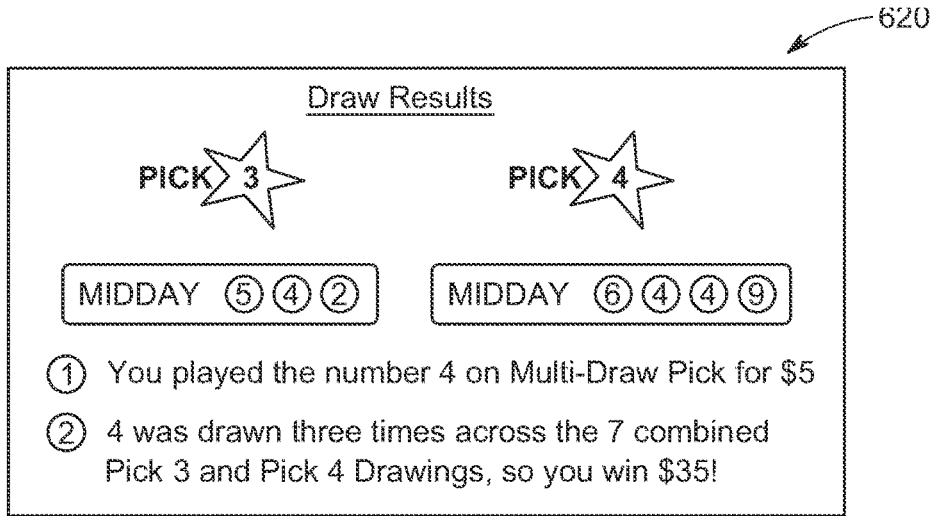 620
Draw Results
PICK 3 PICK 4
MIDDAY 5 4 2 MIDDAY 6 4 4 9
1 You played the number 4 on Multi-Draw Pick for $5
2 4 was drawn three times across the 7 combined
Pick 3 and Pick 4 Drawings, so you win $35!